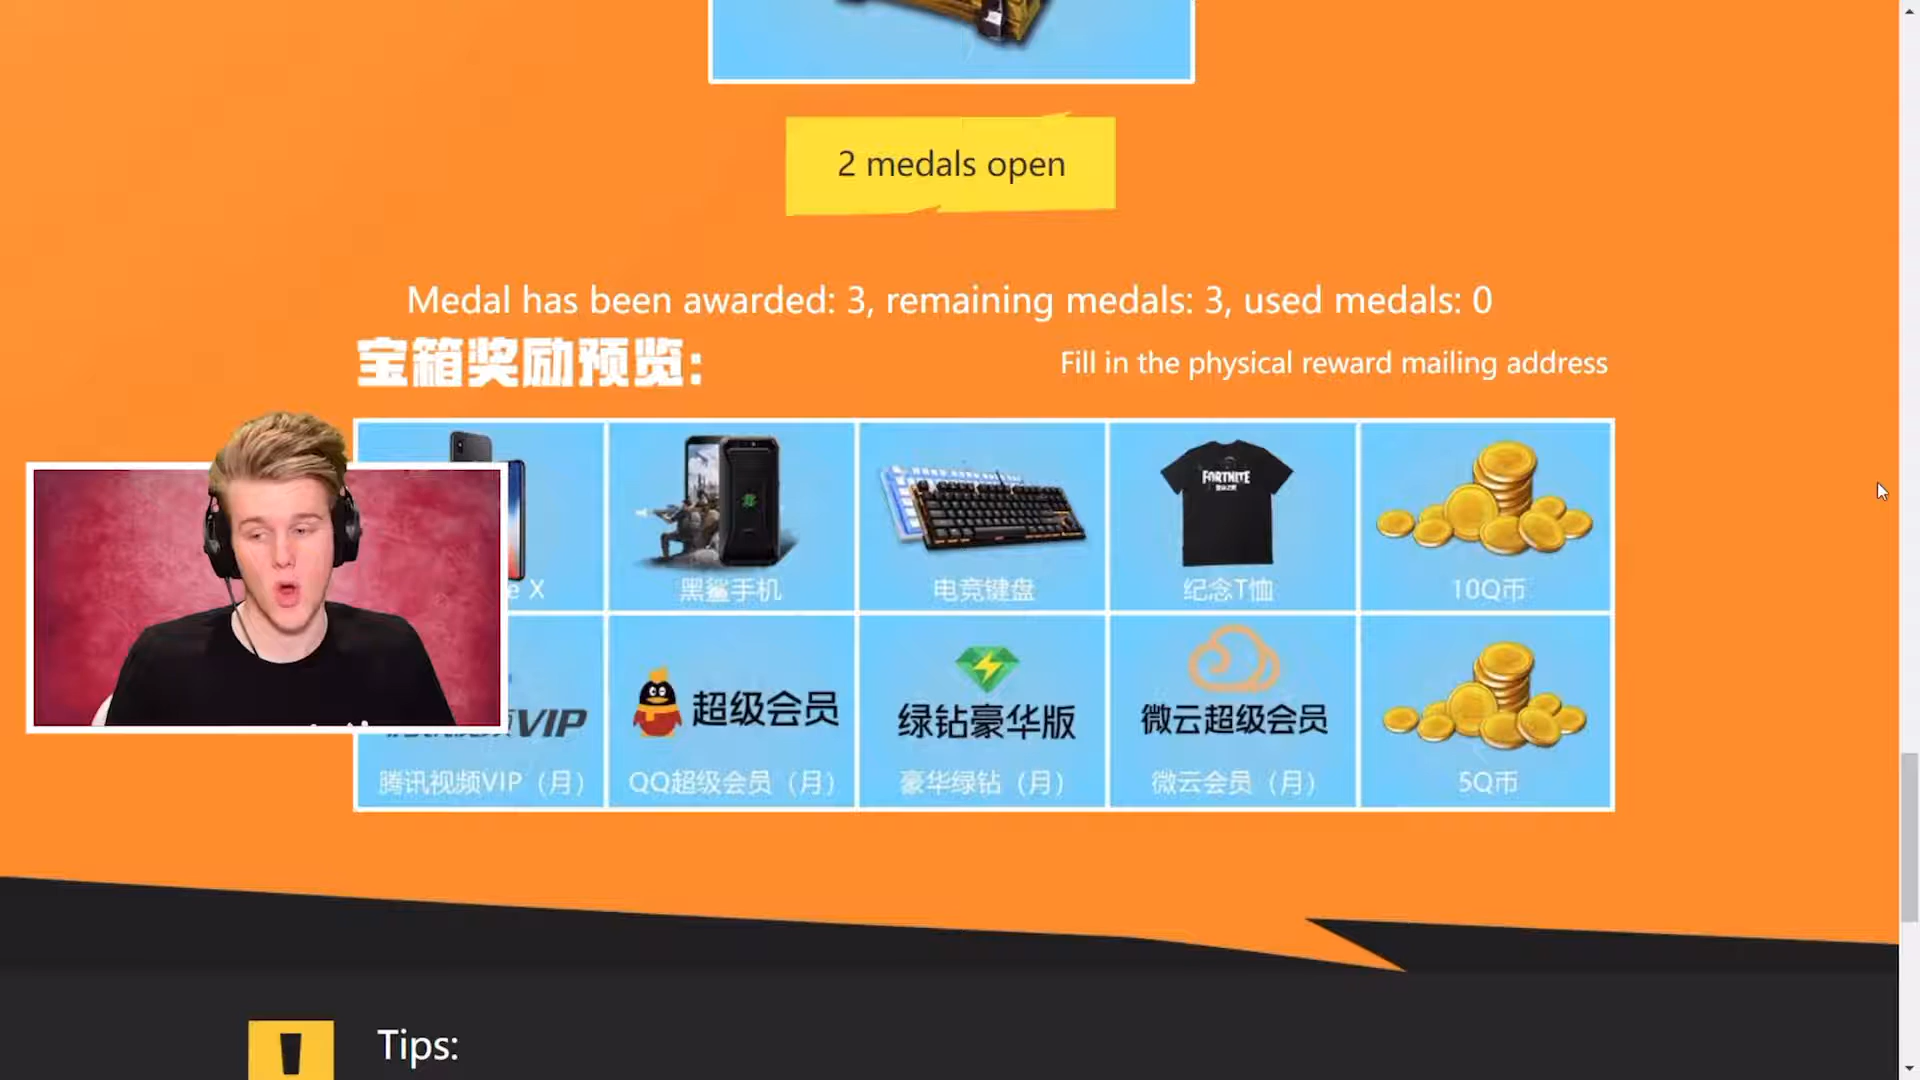 2 medals open
Medal has been awarded: 3, remaining medals: 3, used medals: 0
宝箱奖励预览:
Fill in the physical reward mailing address
FORTNITE
e X
黑鲨手机
电竞键盘
纪念T恤
10Q币
VIP
超级会员
绿钻豪华版
微云超级会员
腾讯视频VIP（月）
QQ超级会员（月）
豪华绿钻（月）
微云会员（月）
5Q币
!
Tips: